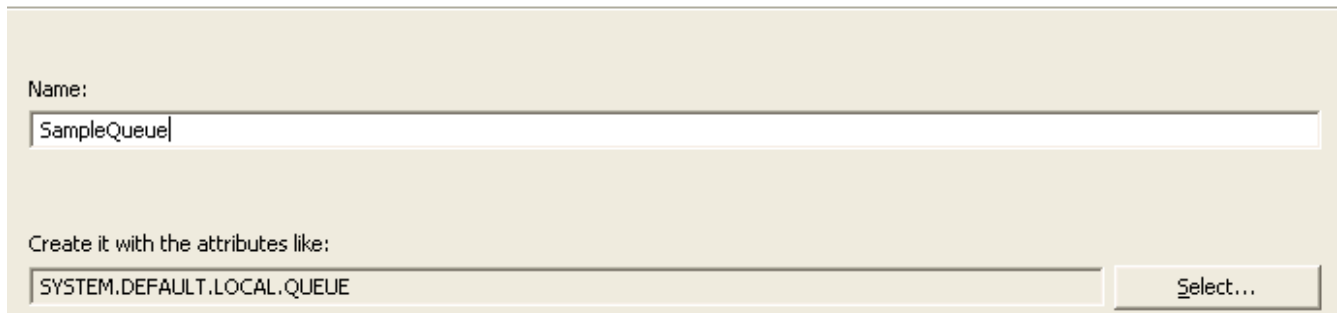 Name:
SampleQueue
Create it with the attributes like:
SYSTEM.DEFAULT.LOCAL.QUEUE
Select...